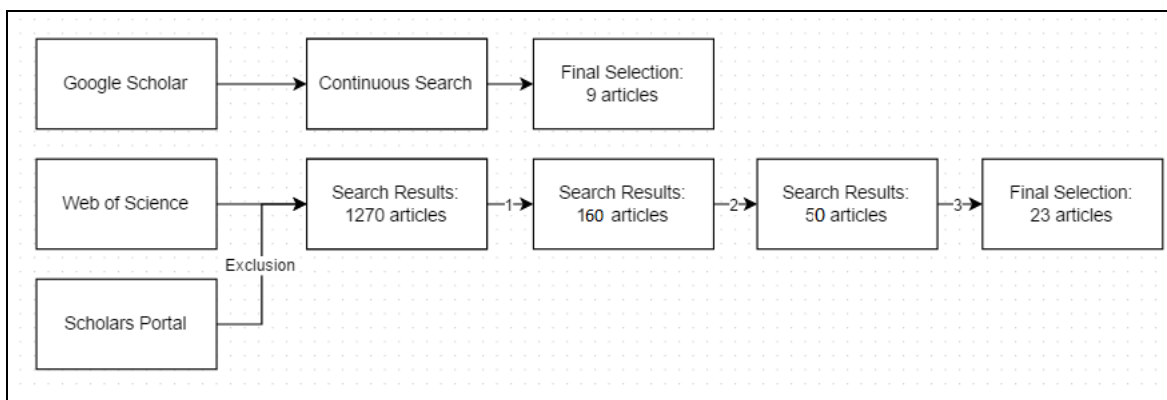 Google Scholar
Continuous Search
Final Selection:
9 articles
Web of Science
Search Results:
1270 articles
1
Search Results:
160 articles
2
Search Results:
50 articles
3
Final Selection:
23 articles
Exclusion
Scholars Portal